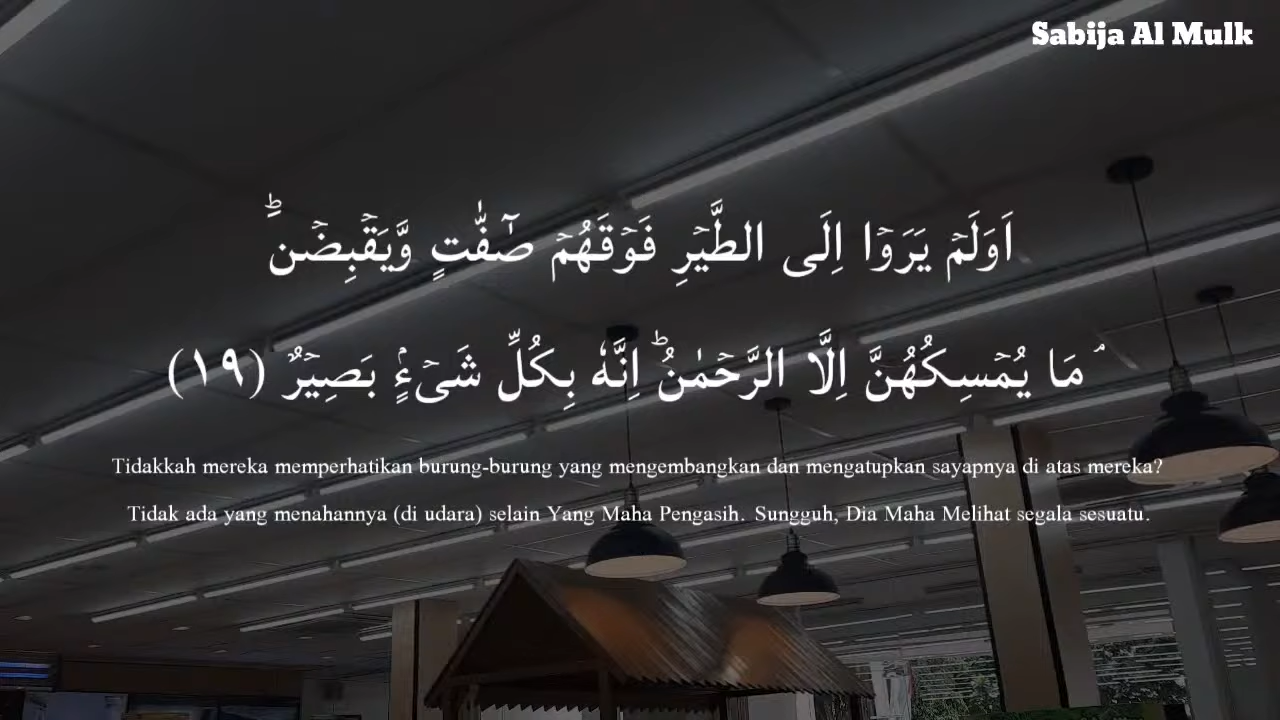 Sabija Al Mulk
اَوَلَمْ يَرَوْا اِلَى الطَّيْرِ فَوْقَهُمْ صٰۤفّٰتٍ وَّيَقْبِضْنَۗ
ۘ مَا يُمْسِكُهُنَّ اِلَّا الرَّحْمٰنُۗ اِنَّهٗ بِكُلِّ شَيْءٍۢ بَصِيْرٌ (١٩)
Tidakkah mereka memperhatikan burung-burung yang mengembangkan dan mengatupkan sayapnya di atas mereka?
Tidak ada yang menahannya (di udara) selain Yang Maha Pengasih. Sungguh, Dia Maha Melihat segala sesuatu.